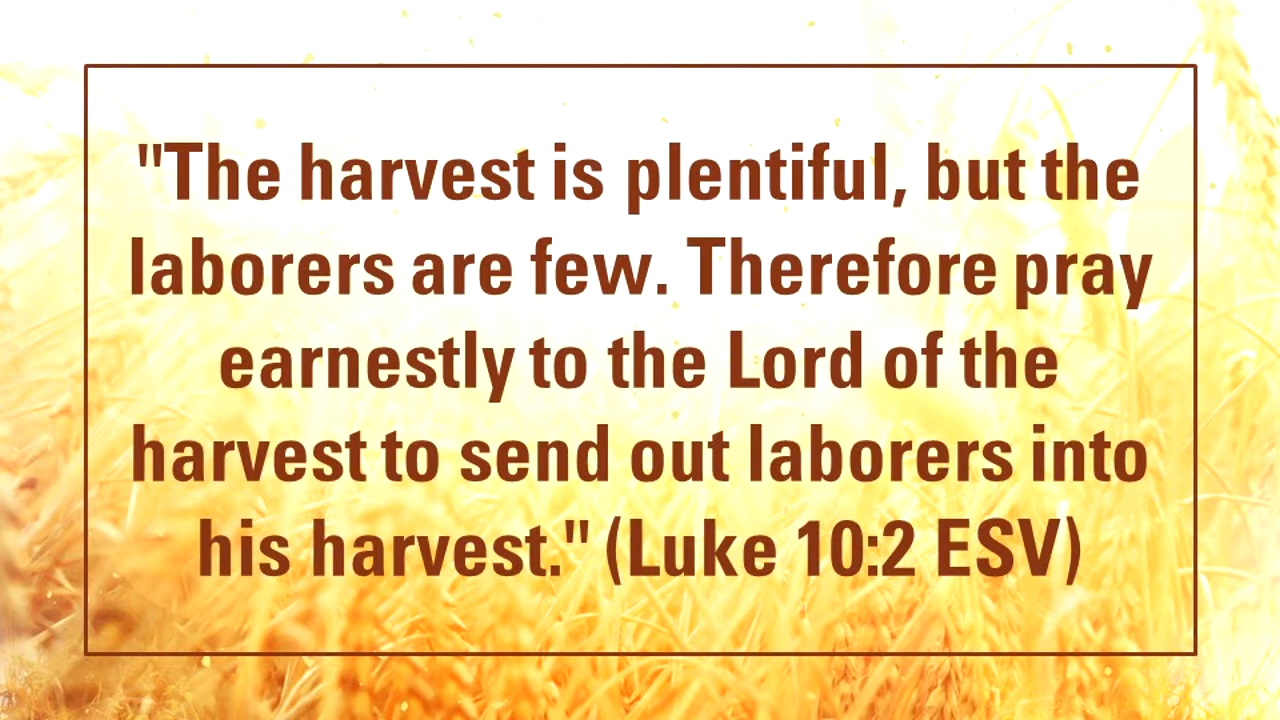 "The harvest is plentiful, but the
laborers are few. Therefore pray
earnestly to the Lord of the
harvest to send out laborers into
his harvest." (Luke 10:2 ESV)